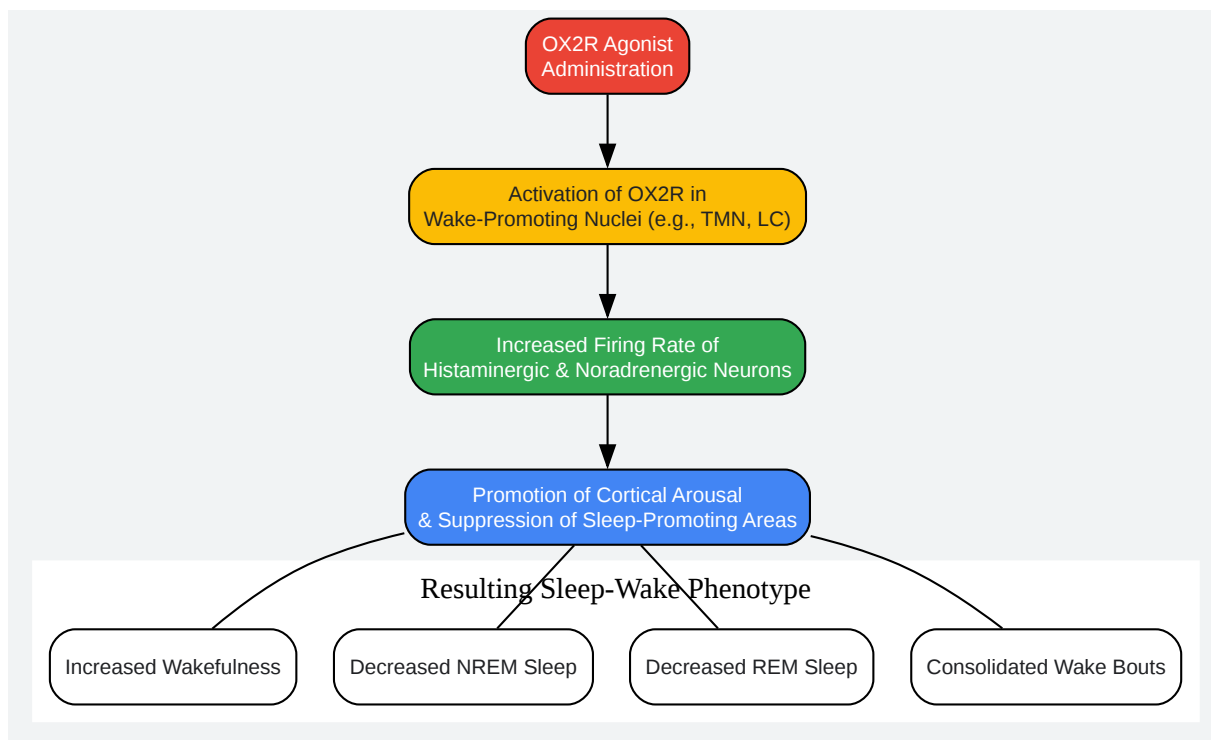 OX2R Agonist
Administration
Activation of OX2R in
Wake-Promoting Nuclei (e.g., TMN, LC)
Increased Firing Rate of
Histaminergic & Noradrenergic Neurons
Promotion of Cortical Arousal
& Suppression of Sleep-Promoting Areas
Resulting Sleep-Wake Phenotype
Increased Wakefulness
Decreased NREM Sleep
Decreased REM Sleep
Consolidated Wake Bouts